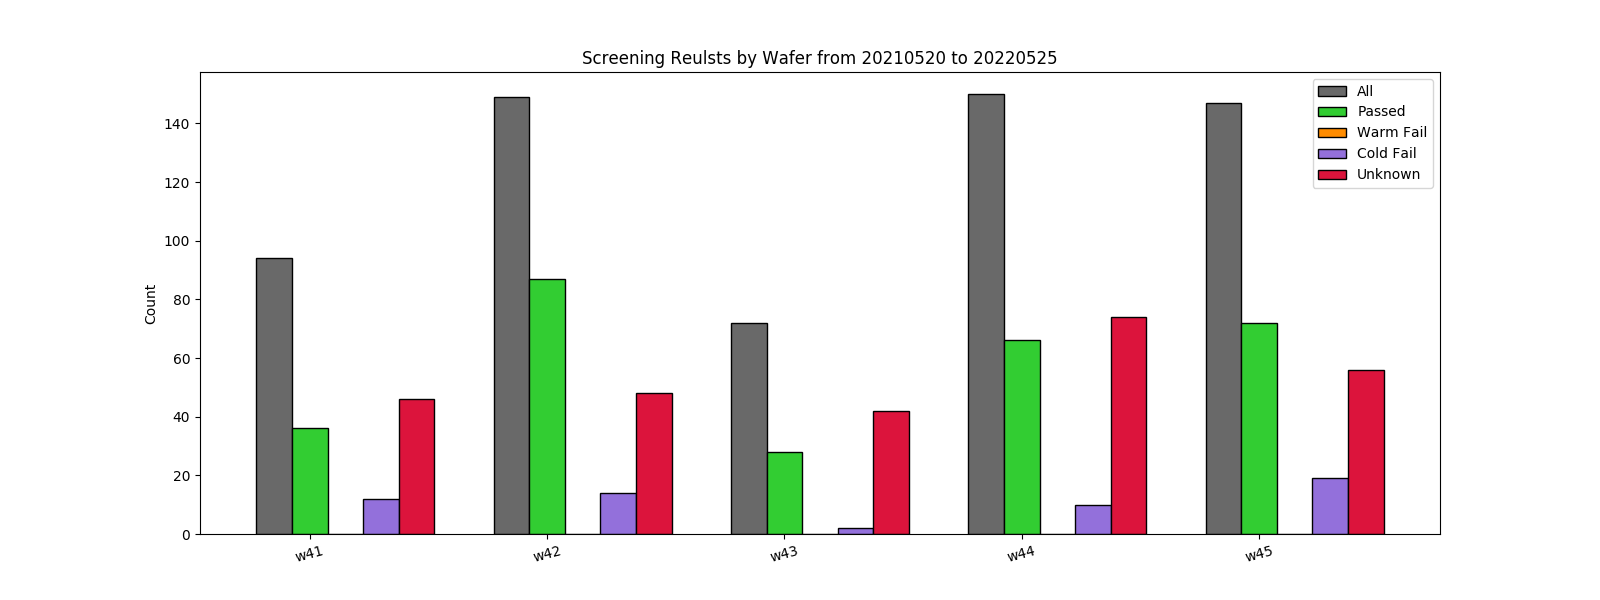 Screening Reulsts by Wafer from 20210520 to 20220525
All
Passed
Warm Fail
Cold Fail
Unknown
Count
140
120
100
80
60
40
20
0
w41
w42
w43
w44
w45